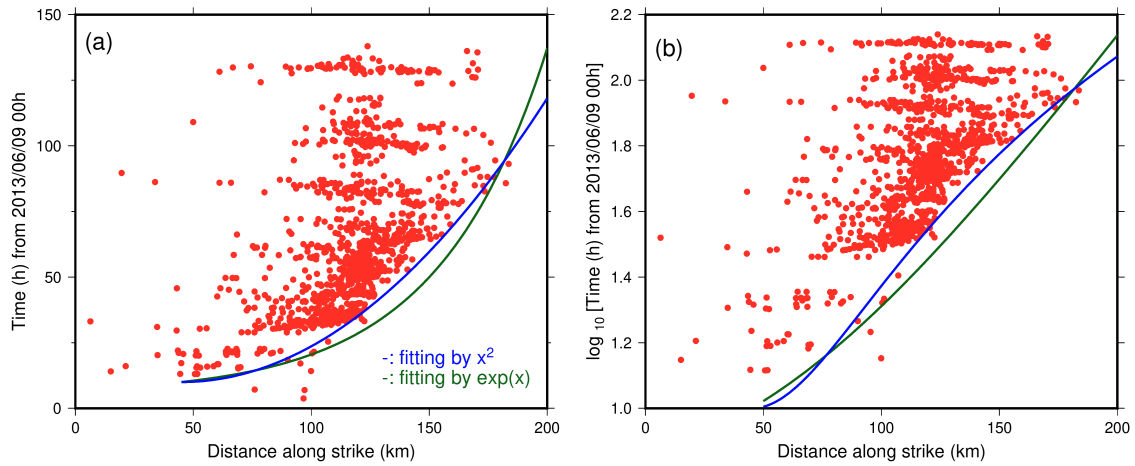 (a)
150
100
50
0
Time (h) from 2013/06/09 00h
0
50
100
150
200
Distance along strike (km)
-: fitting by x²
-: fitting by exp(x)
(b)
2.2
2.0
1.8
1.6
1.4
1.2
1.0
log 10 [Time (h) from 2013/06/09 00h]
0
50
100
150
200
Distance along strike (km)